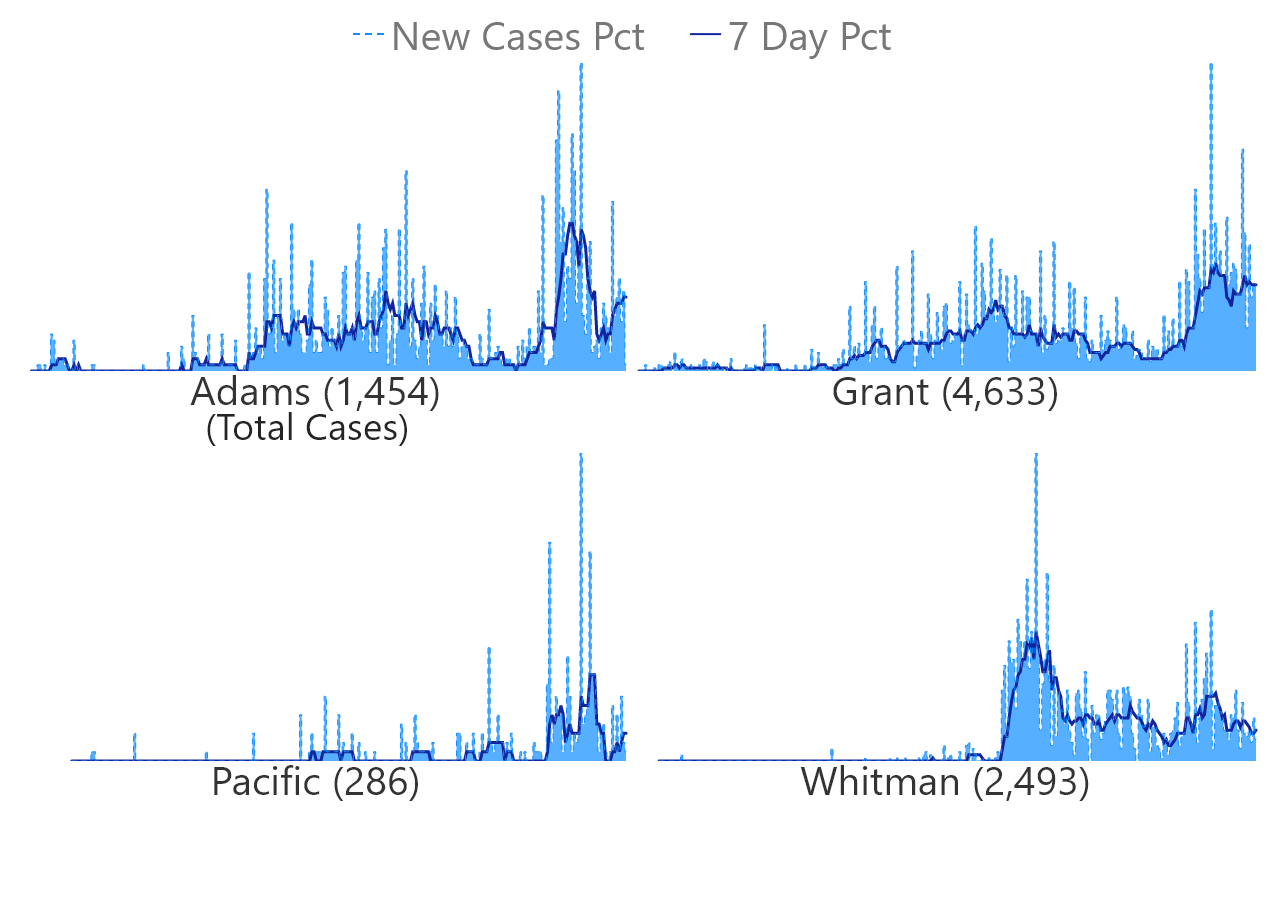 New Cases Pct 7 Day Pct
Adams (1,454) Grant (4,633)
(Total Cases)
Pacific (286) Whitman (2,493)